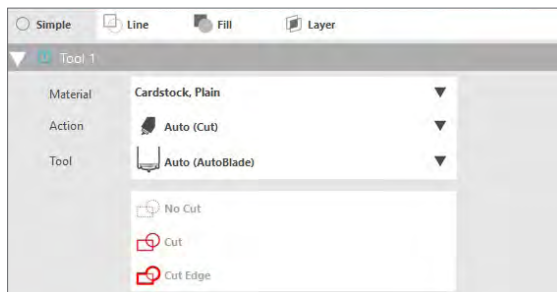 Simple Line Fill Layer
Tool 1
Material Cardstock, Plain
Action Auto (Cut)
Tool Auto (AutoBlade)
No Cut
Cut
Cut Edge